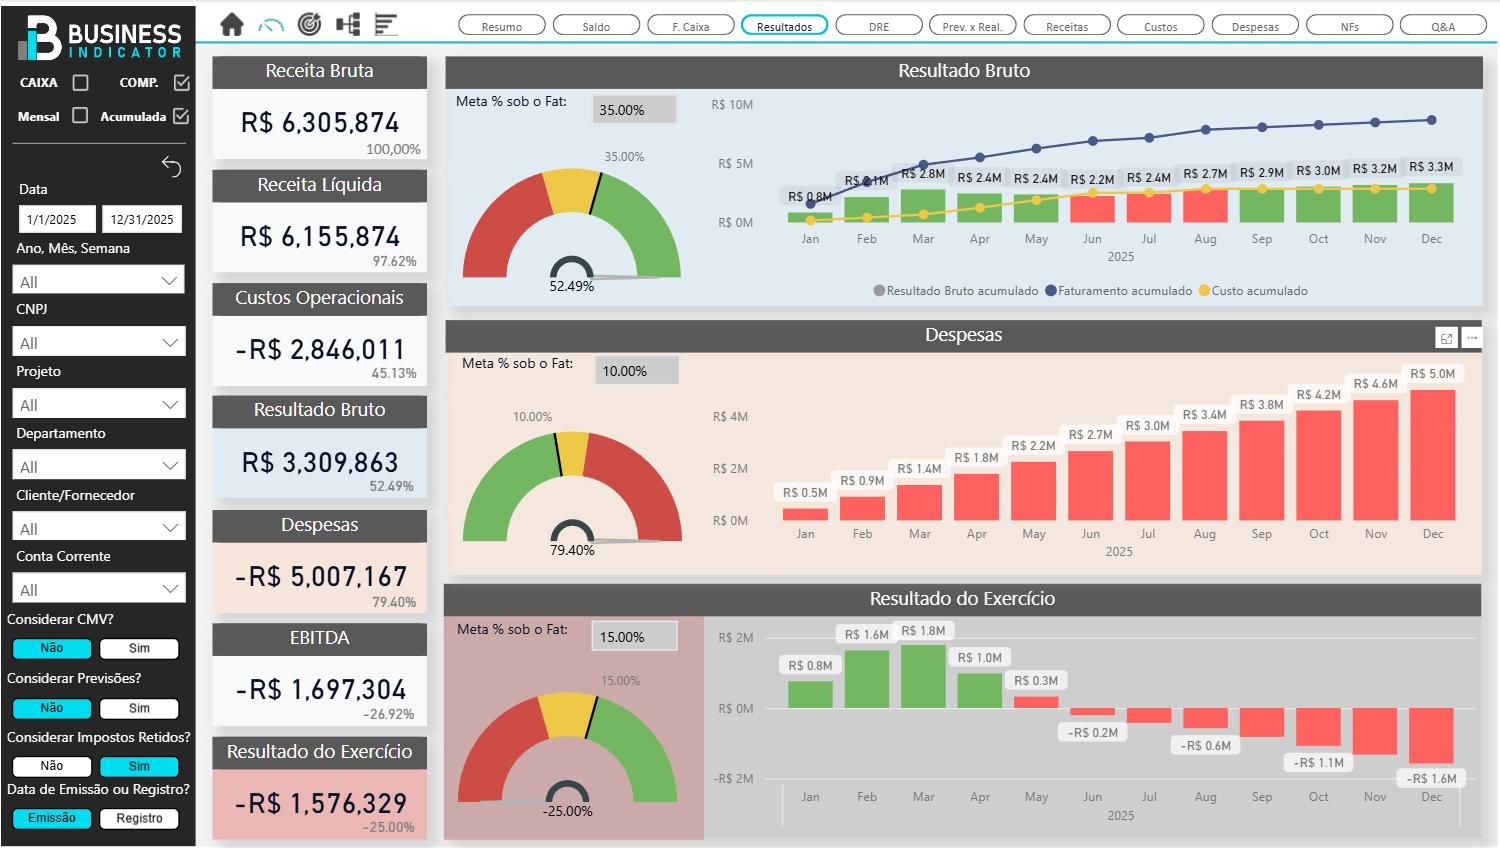 BUSINESS
INDICATOR
CAIXA COMP.
Mensal Acumulada
Data
1/1/2025 12/31/2025
Ano, Mês, Semana
All
CNPJ
All
Projeto
All
Departamento
All
Cliente/Fornecedor
All
Conta Corrente
All
Considerar CMV?
Não Sim
Considerar Previsões?
Não Sim
Considerar Impostos Retidos?
Não Sim
Data de Emissão ou Registro?
Emissão Registro
Resumo Saldo F. Caixa Resultados DRE Prev. x Real. Receitas Custos Despesas NFs Q&A
Receita Bruta
R$ 6,305,874
100,00%
Receita Líquida
R$ 6,155,874
97.62%
Custos Operacionais
-R$ 2,846,011
45.13%
Resultado Bruto
R$ 3,309,863
52.49%
Despesas
-R$ 5,007,167
79.40%
EBITDA
-R$ 1,697,304
-26.92%
Resultado do Exercício
-R$ 1,576,329
-25.00%
Resultado Bruto
Meta % sob o Fat: 35.00%
35.00%
52.49%
R$ 10M
R$ 5M
R$ 0M
R$ 0.8M R$ 2.1M R$ 2.8M R$ 2.4M R$ 2.4M R$ 2.2M R$ 2.4M R$ 2.7M R$ 2.9M R$ 3.0M R$ 3.2M R$ 3.3M
Jan Feb Mar Apr May Jun Jul Aug Sep Oct Nov Dec
2025
Resultado Bruto acumulado Faturamento acumulado Custo acumulado
Despesas
Meta % sob o Fat: 10.00%
10.00%
79.40%
R$ 4M
R$ 2M
R$ 0M
R$ 0.5M R$ 0.9M R$ 1.4M R$ 1.8M R$ 2.2M R$ 2.7M R$ 3.0M R$ 3.4M R$ 3.8M R$ 4.2M R$ 4.6M R$ 5.0M
Jan Feb Mar Apr May Jun Jul Aug Sep Oct Nov Dec
2025
Resultado do Exercício
Meta % sob o Fat: 15.00%
15.00%
-25.00%
R$ 2M
R$ 0M
-R$ 2M
R$ 0.8M R$ 1.6M R$ 1.8M R$ 1.0M R$ 0.3M -R$ 0.2M -R$ 0.6M -R$ 1.1M -R$ 1.6M
Jan Feb Mar Apr May Jun Jul Aug Sep Oct Nov Dec
2025